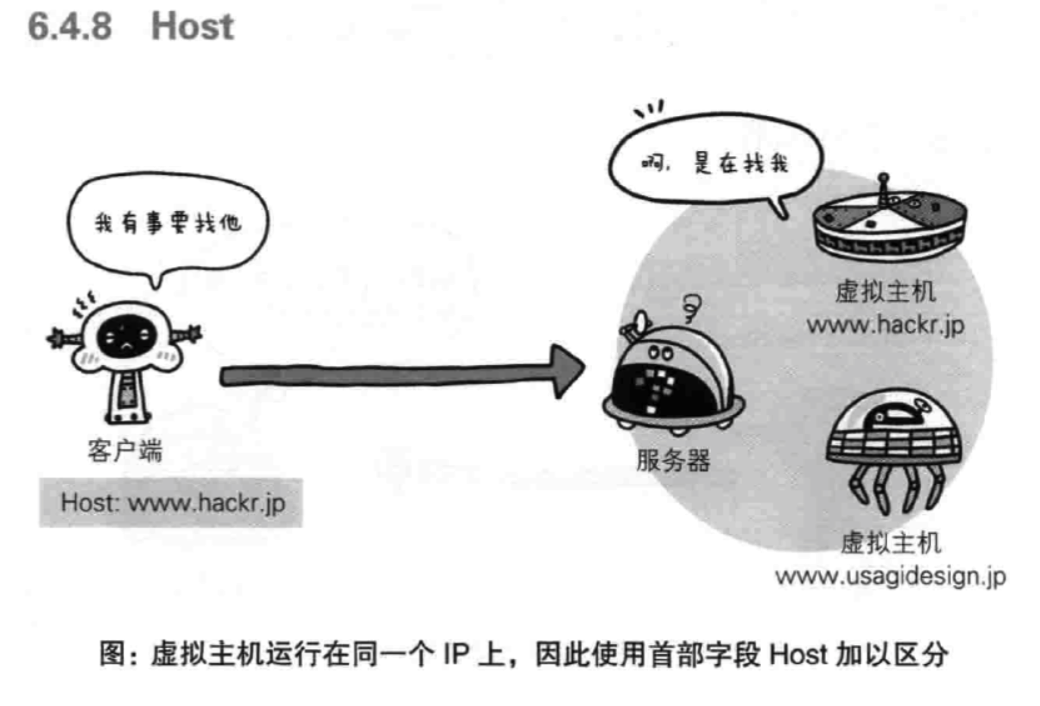 6.4.8 Host
我有事要找他
啊,是在找我
虚拟主机
www.hackr.jp
客户端
Host: www.hackr.jp
服务器
虚拟主机
www.usagidesign.jp
图:虚拟主机运行在同一个 IP 上,因此使用首部字段 Host 加以区分